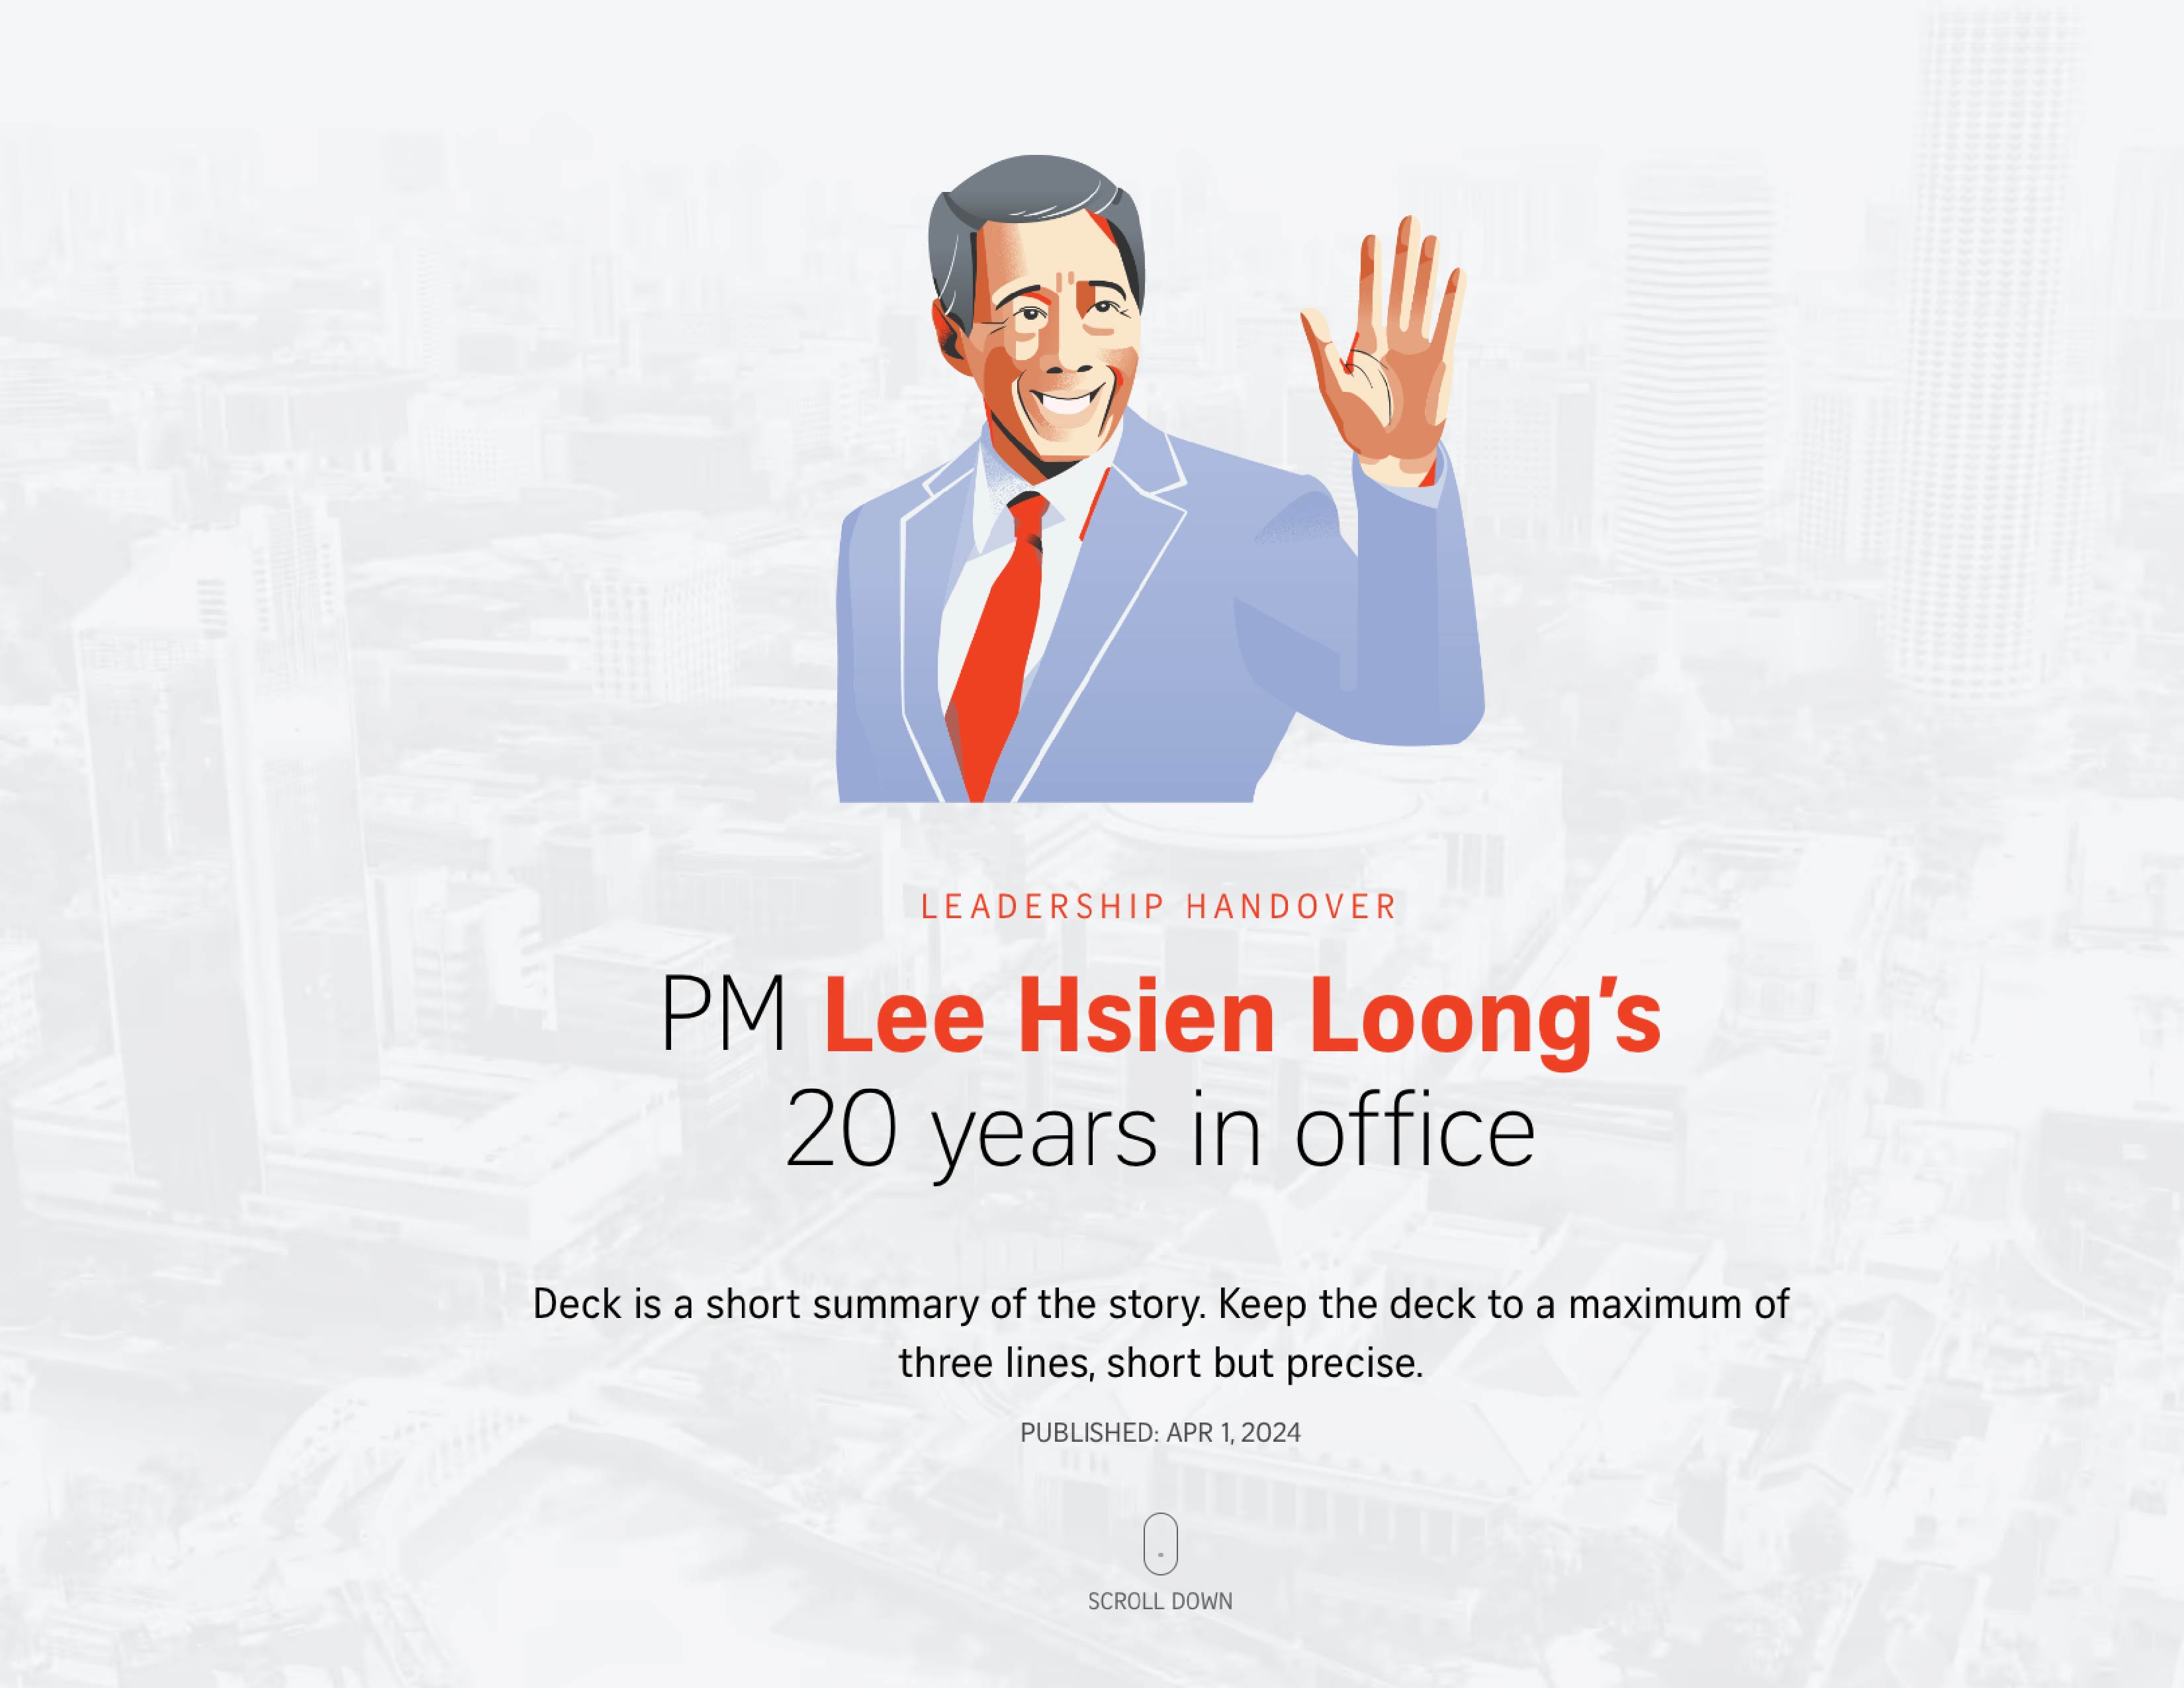 LEADERSHIP HANDOVER
PM Lee Hsien Loong’s
20 years in office
Deck is a short summary of the story. Keep the deck to a maximum of
three lines, short but precise.
PUBLISHED: APR 1, 2024
SCROLL DOWN